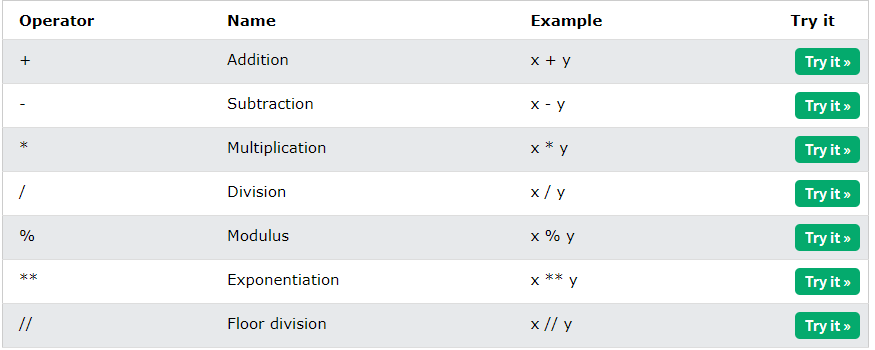 Operator Name Example Try it
+ Addition x + y Try it »
- Subtraction x - y Try it »
* Multiplication x * y Try it »
/ Division x / y Try it »
% Modulus x % y Try it »
** Exponentiation x ** y Try it »
// Floor division x // y Try it »